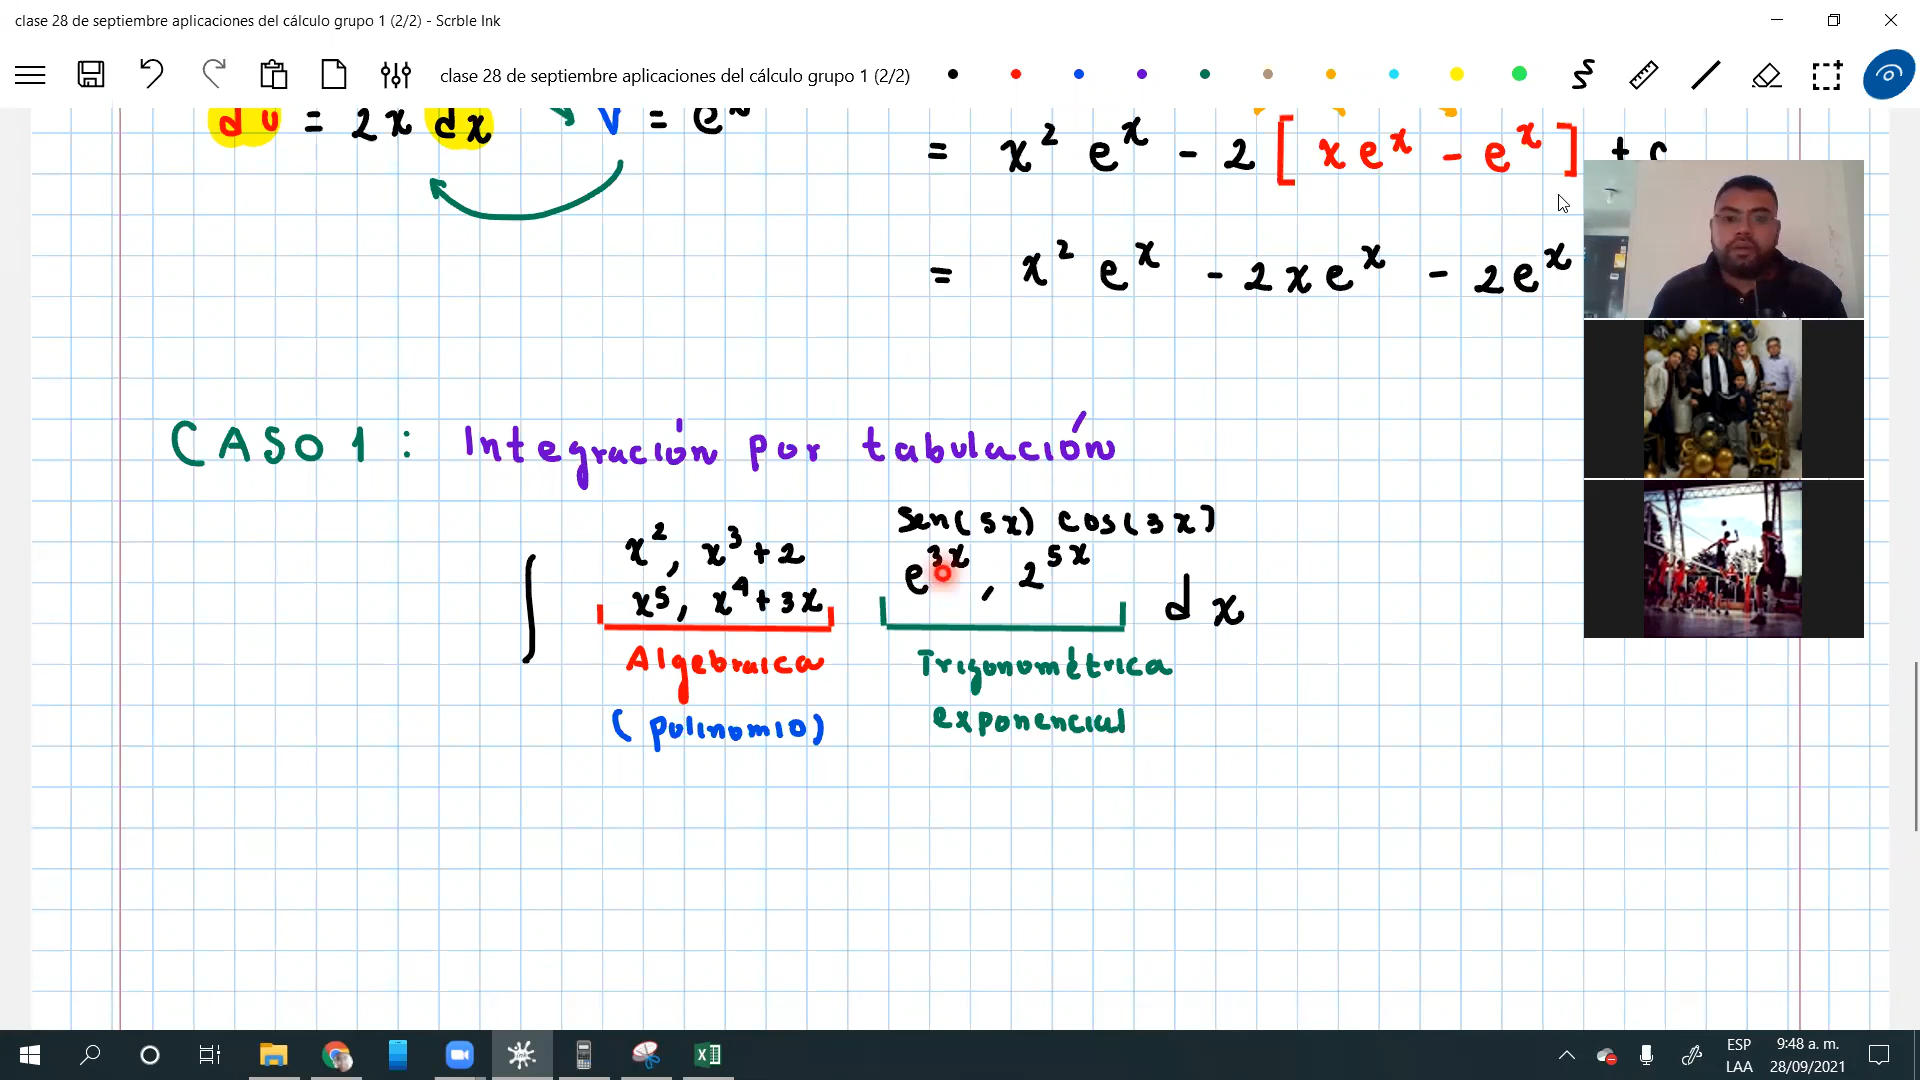 clase 28 de septiembre aplicaciones del cálculo grupo 1 (2/2) - Scrble Ink
clase 28 de septiembre aplicaciones del cálculo grupo 1 (2/2)
du = 2x dx V = e^x
= x² e^x - 2 [ x e^x - e^x ] + c
= x² e^x - 2x e^x - 2e^x
CASO 1 : Integración por tabulación
sen(5x) cos(3x)
∫ x², x³ + 2 e^3x , 2^5x dx
x⁵, x⁴ + 3x
Algebraica Trigonométrica
(polinomio) exponencial
ESP 9:48 a. m.
LAA 28/09/2021